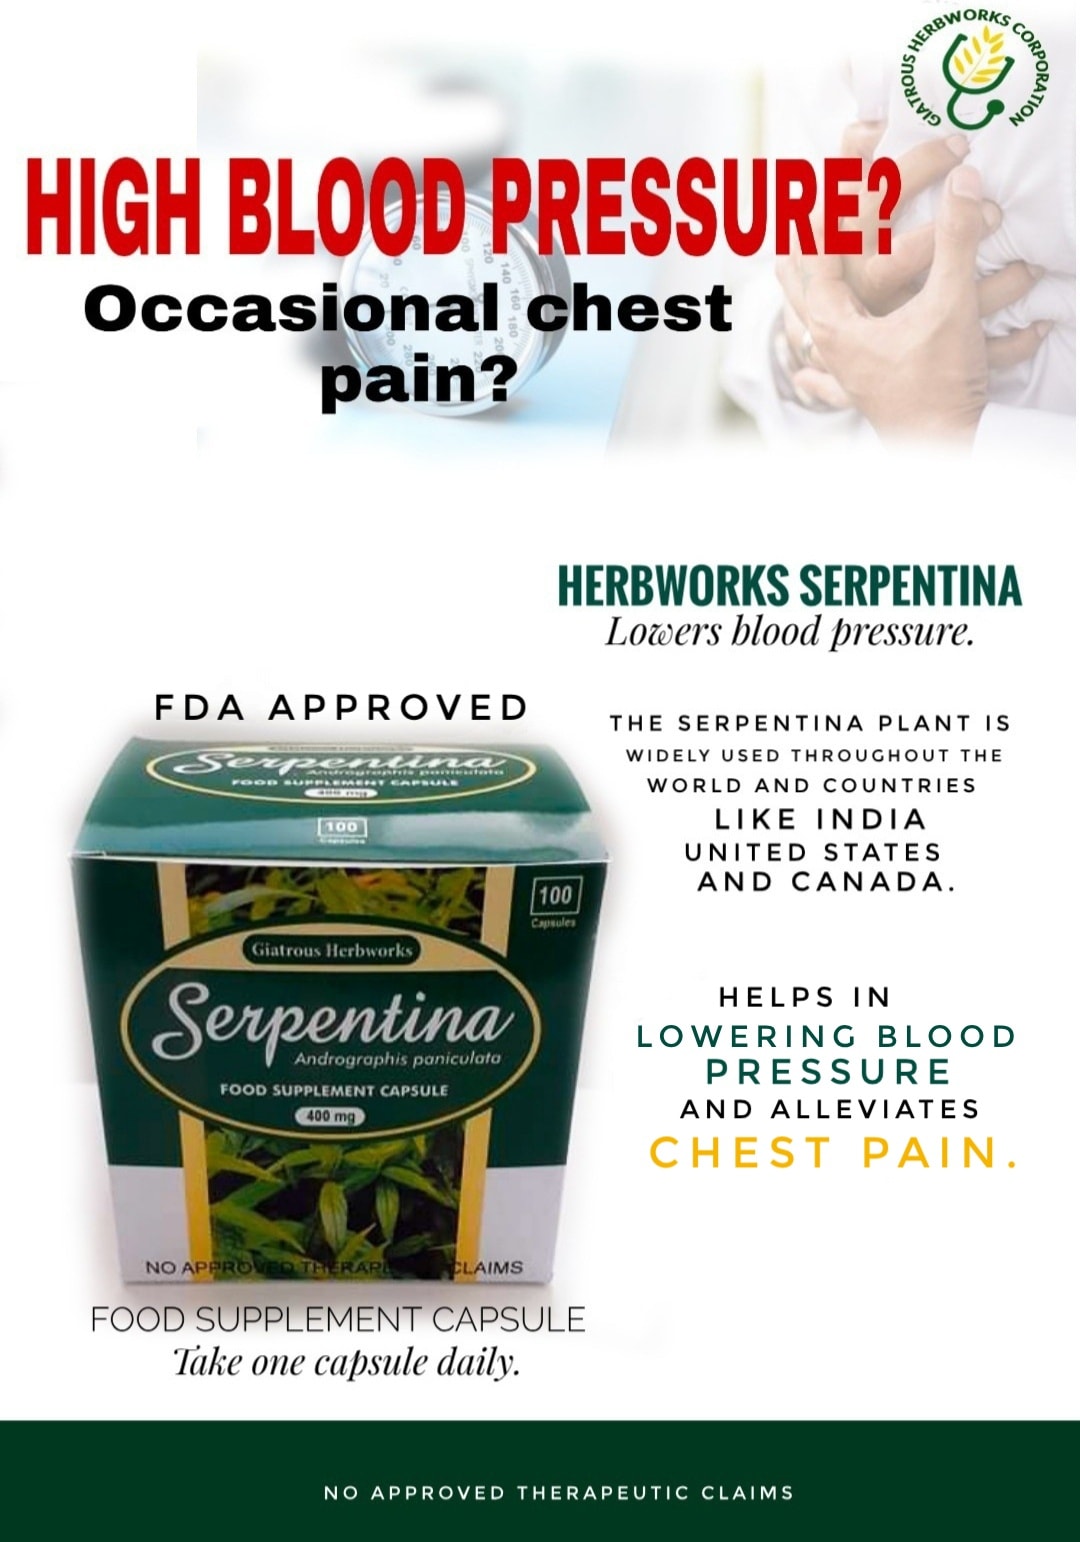 GIATROUS HERBWORKS CORPORATION
HIGH BLOOD PRESSURE?
Occasional chest
pain?
HERBWORKS SERPENTINA
Lowers blood pressure.
FDA APPROVED
THE SERPENTINA PLANT IS
WIDELY USED THROUGHOUT THE
WORLD AND COUNTRIES
LIKE INDIA
UNITED STATES
AND CANADA.
HELPS IN
LOWERING BLOOD
PRESSURE
AND ALLEVIATES
CHEST PAIN.
Serpentina
Andrographis paniculata
FOOD SUPPLEMENT CAPSULE
400 mg
100
Capsules
100
Capsules
Giatrous Herbworks
Serpentina
Andrographis paniculata
FOOD SUPPLEMENT CAPSULE
400 mg
NO APPROVED CLAIMS
FOOD SUPPLEMENT CAPSULE
Take one capsule daily.
NO APPROVED THERAPEUTIC CLAIMS